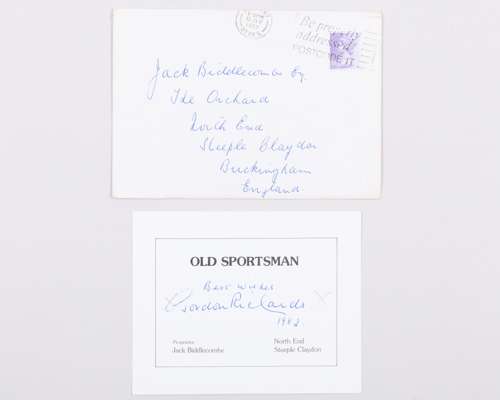 Be properly
addressed
POSTCODE IT
Jack Biddlecombe Esq.
The Orchard
North End
Steeple Claydon
Buckingham
England
OLD SPORTSMAN
Best wishes
Gordon Richards
1982
Proprietor
Jack Biddlecombe
North End
Steeple Claydon